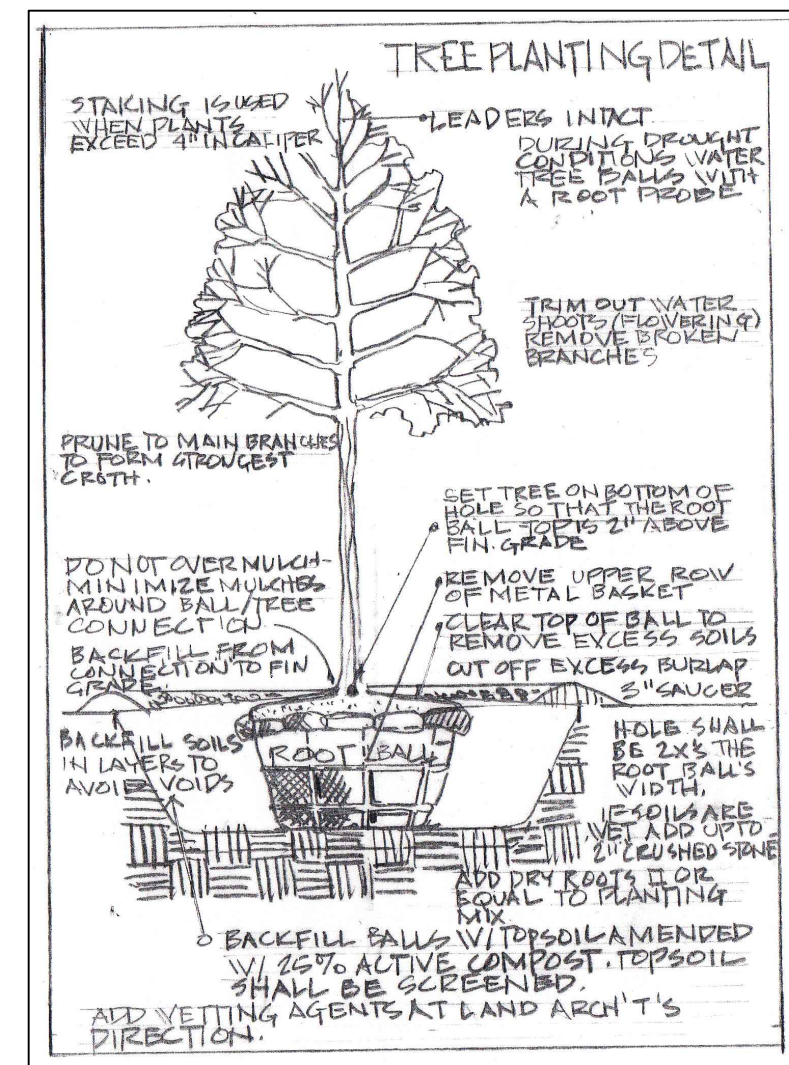 TREE PLANTING DETAIL
STAKING IS USED
WHEN PLANTS
EXCEED 4" IN CALIPER
LEADERS INTACT
DURING DROUGHT
CONDITIONS WATER
TREE BALLS WITH
A ROOT PROBE
TRIM OUT WATER
SHOOTS (FLOWERING)
REMOVE BROKEN
BRANCHES
PRUNE TO MAIN BRANCHES
TO FORM STRONGEST
CROTH.
SET TREE ON BOTTOM OF
HOLE SO THAT THE ROOT
BALL TOP IS 2" ABOVE
FIN. GRADE
DO NOT OVER MULCH-
MINIMIZE MULCHES
AROUND BALL/TREE
CONNECTION
BACKFILL FROM
CONNECTION TO FIN
GRADE.
REMOVE UPPER ROW
OF METAL BASKET
CLEAR TOP OF BALL TO
REMOVE EXCESS SOILS
CUT OFF EXCESS BURLAP
3" SAUCER
BACKFILL SOILS
IN LAYERS TO
AVOID VOIDS
ROOT BALL
HOLE SHALL
BE 2X'S THE
ROOT BALL'S
WIDTH.
IF SOILS ARE
WET ADD UP TO
2" CRUSHED STONE
ADD DRY ROOTS II OR
EQUAL TO PLANTING
MIX
BACKFILL BALLS W/ TOPSOIL AMENDED
W/ 25% ACTIVE COMPOST. TOPSOIL
SHALL BE SCREENED.
ADD WETTING AGENTS AT LAND ARCH'T'S
DIRECTION.